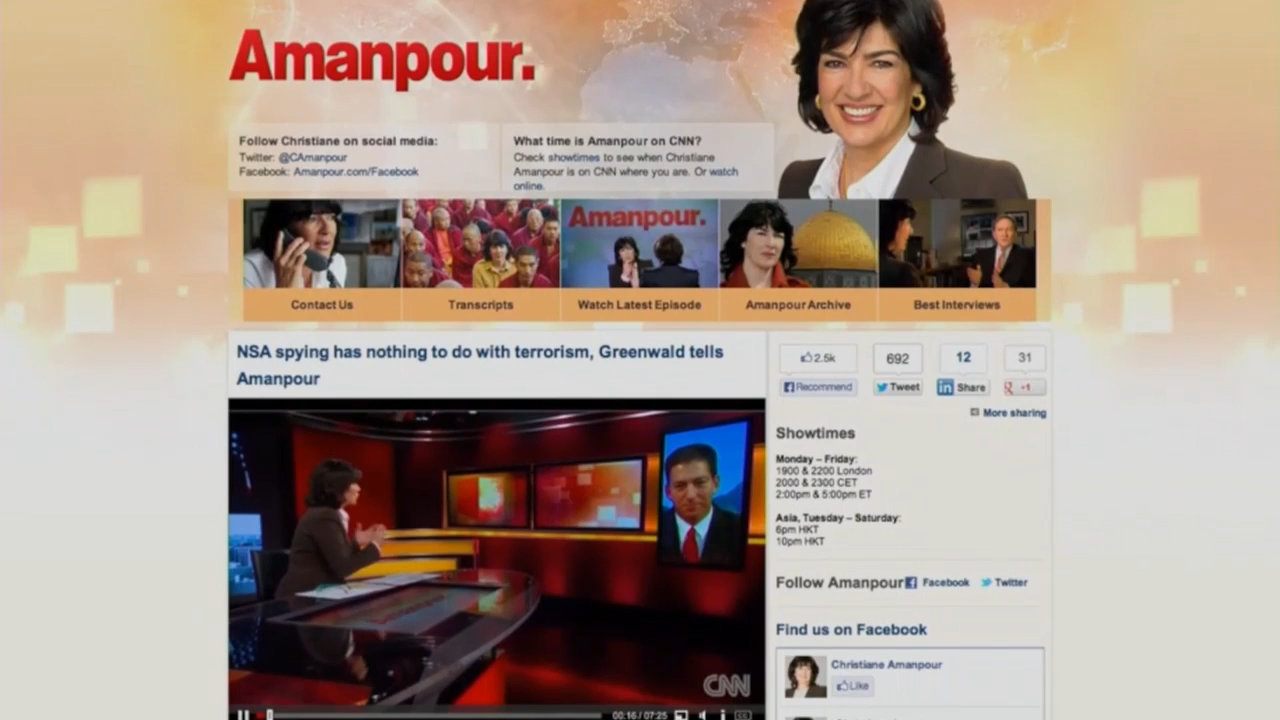 Amanpour.
Follow Christiane on social media:
Twitter: @CAmanpour
Facebook: Amanpour.com/Facebook
What time is Amanpour on CNN?
Check showtimes to see when Christiane
Amanpour is on CNN where you are. Or watch
online.
Amanpour.
Contact Us
Transcripts
Watch Latest Episode
Amanpour Archive
Best Interviews
NSA spying has nothing to do with terrorism, Greenwald tells
Amanpour
2.5k
692
12
31
Recommend
Tweet
in Share
+1
More sharing
Showtimes
Monday – Friday:
1900 & 2200 London
2000 & 2300 CET
2:00pm & 5:00pm ET
Asia, Tuesday – Saturday:
6pm HKT
10pm HKT
Follow Amanpour
Facebook
Twitter
Find us on Facebook
Christiane Amanpour
Like
CNN
00:16 / 07:25